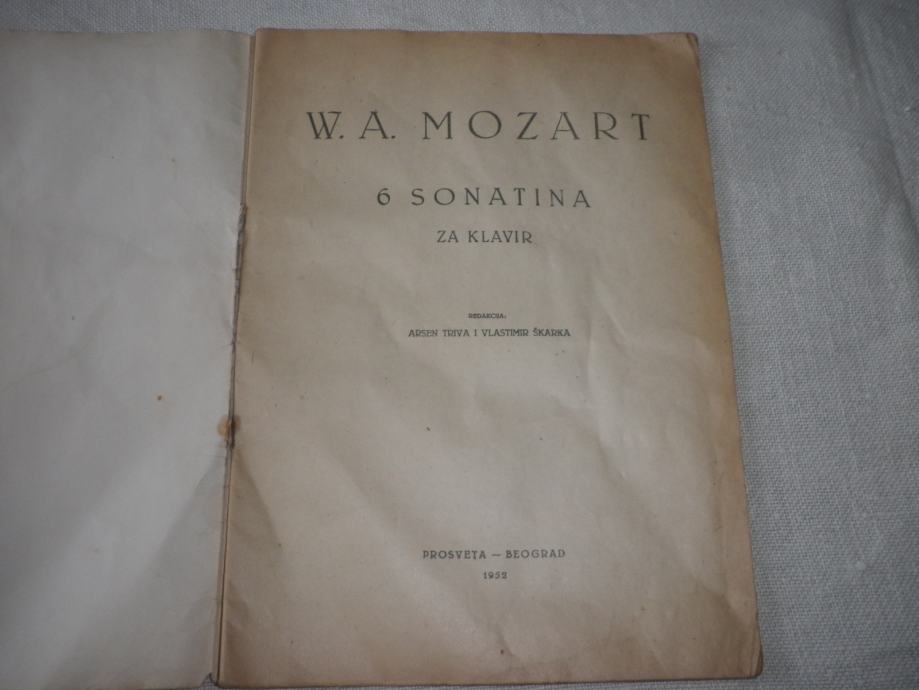 W. A. MOZART
6 SONATINA
ZA KLAVIR
REDAKCIJA:
ARSEN TRIVA I VLASTIMIR ŠKARKA
PROSVETA — BEOGRAD
1952